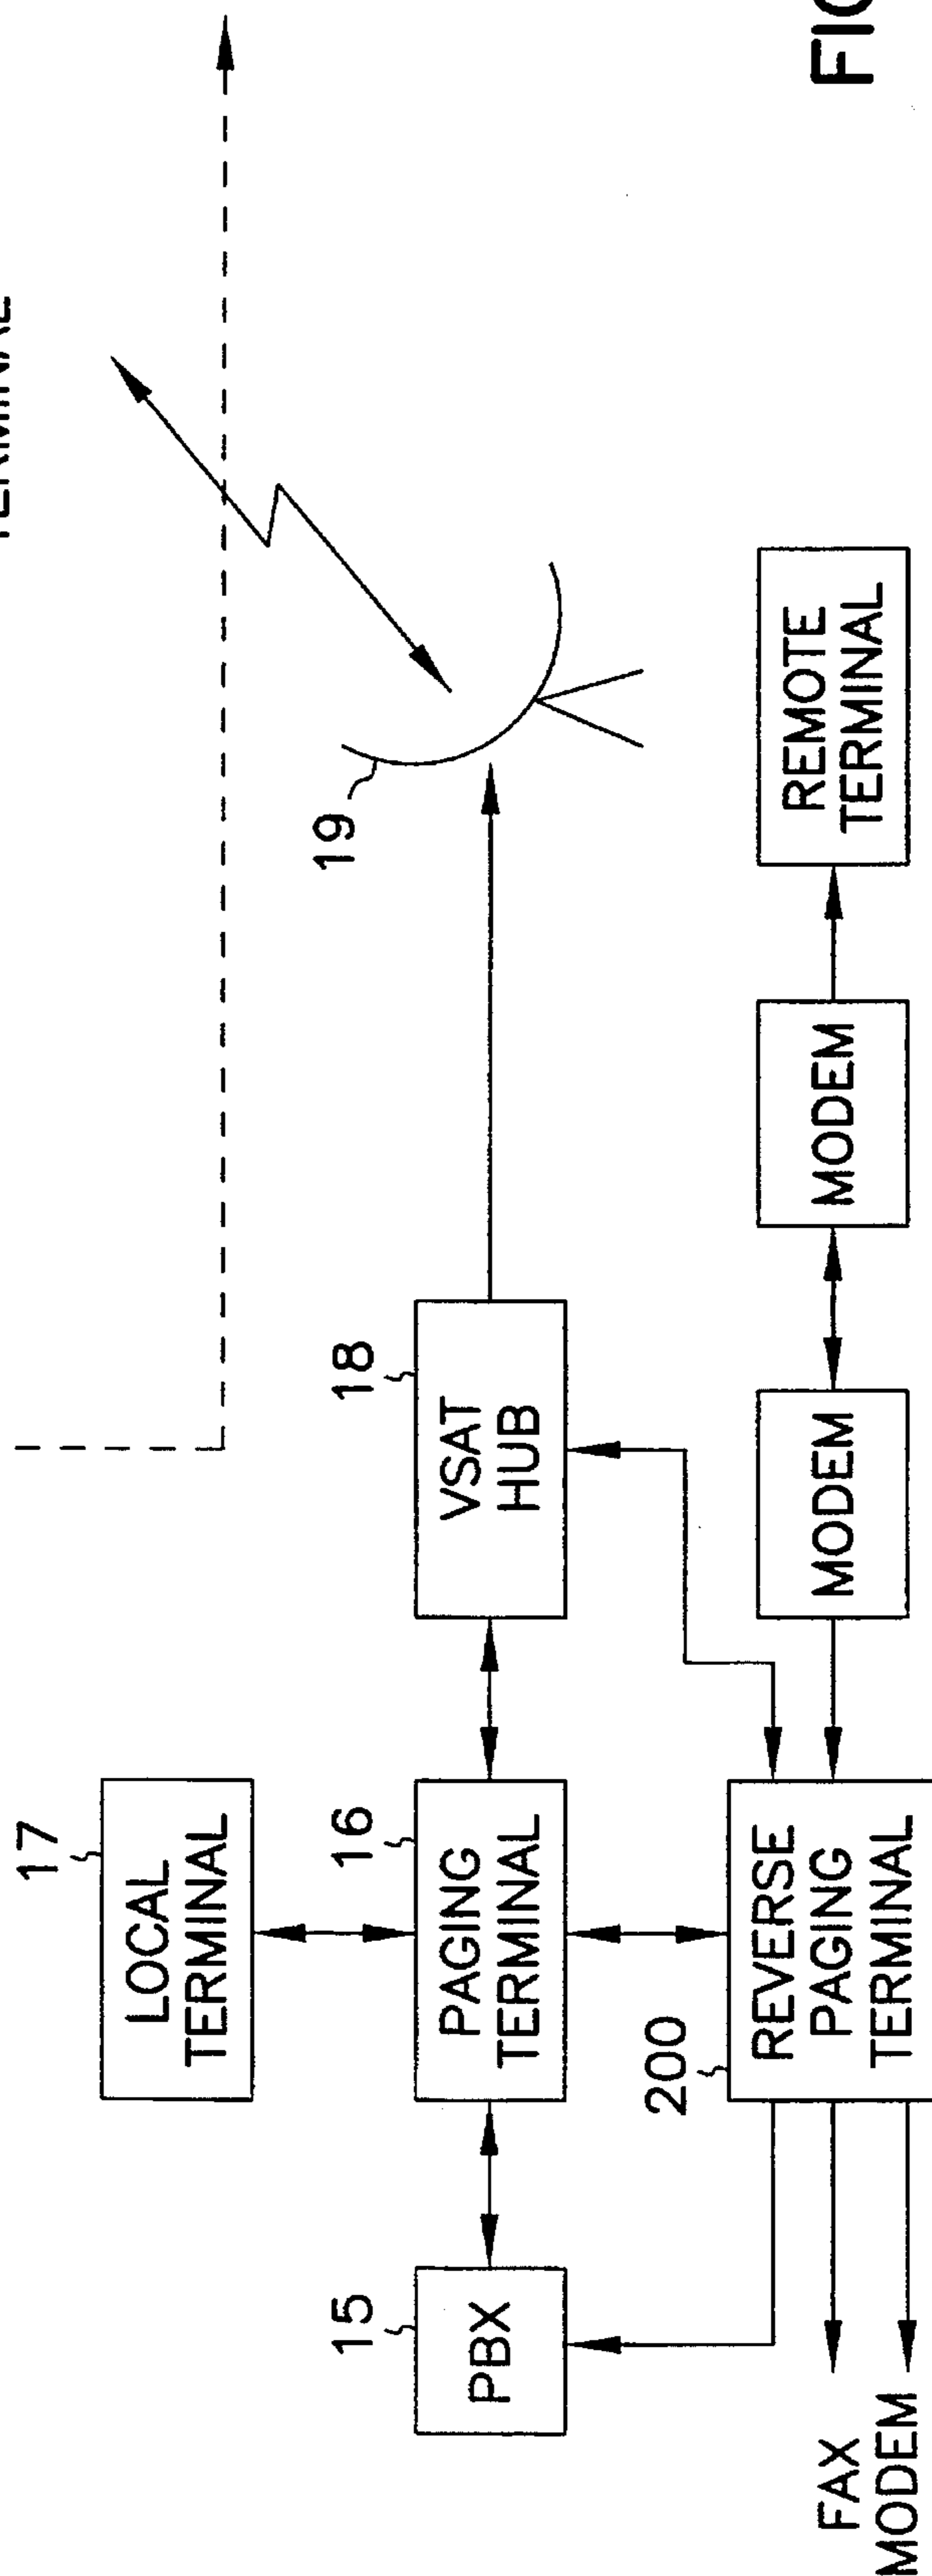 TERMINAL
17
LOCAL
TERMINAL
15
PBX
16
PAGING
TERMINAL
18
VSAT
HUB
19
200
REVERSE
PAGING
TERMINAL
MODEM
MODEM
REMOTE
TERMINAL
FAX
MODEM